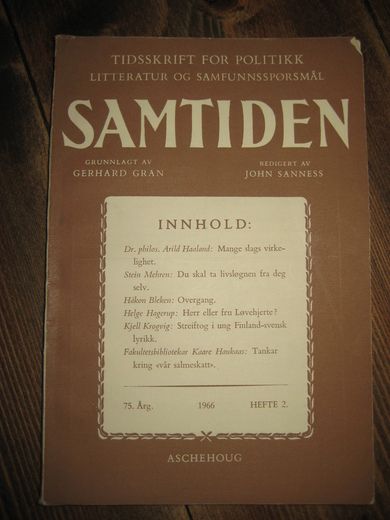 TIDSSKRIFT FOR POLITIKK
LITTERATUR OG SAMFUNNSSPØRSMÅL
SAMTIDEN
GRUNNLAGT AV
GERHARD GRAN
REDIGERT AV
JOHN SANNESS
INNHOLD:
Dr. philos. Arild Haaland: Mange slags virke-
lighet.
Stein Mehren: Du skal ta livsløgnen fra deg
selv.
Håkon Bleken: Overgang.
Helge Hagerup: Herr eller fru Løvehjerte?
Kjell Krogvig: Streiftog i ung Finland-svensk
lyrikk.
Fakultetsbibliotekar Kaare Haukaas: Tankar
kring «vår salmeskatt».
75. Årg. 1966 HEFTE 2.
ASCHEHOUG